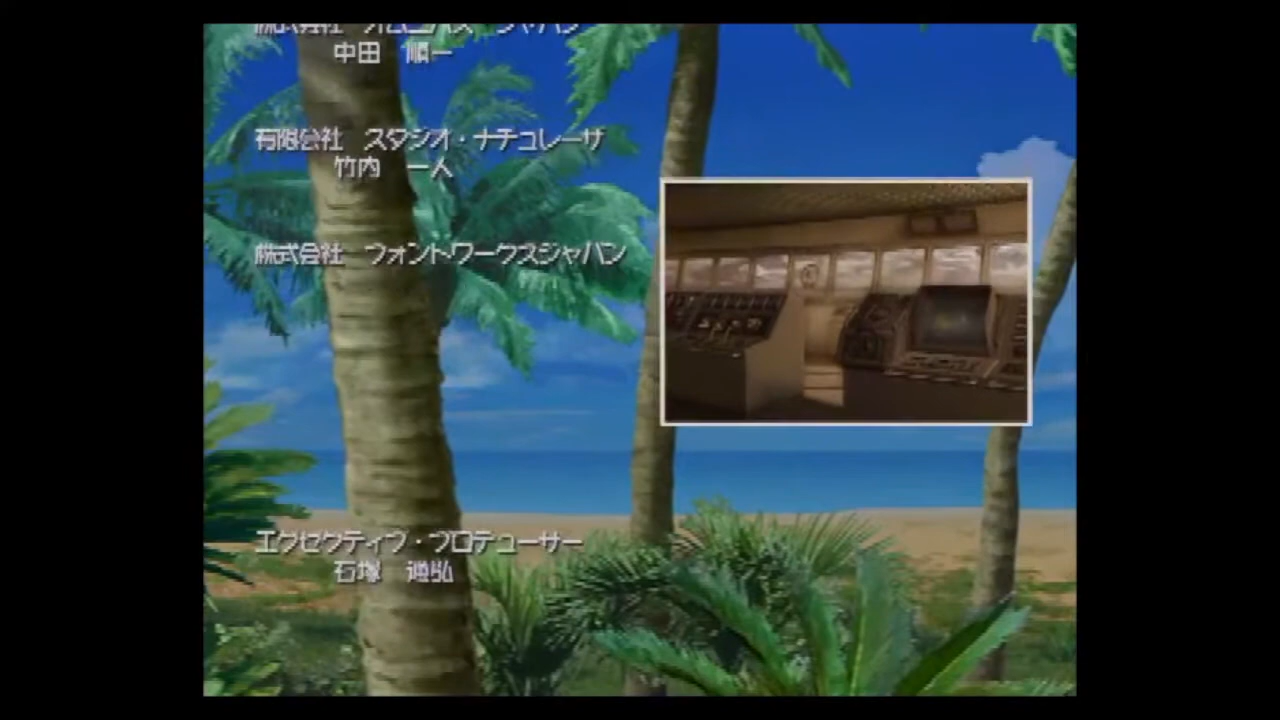 中田　順一
有限会社　スタジオ・ナチュレーザ
竹内　一人
株式会社　フォントワークスジャパン
エグゼクティブ・プロデューサー
石塚